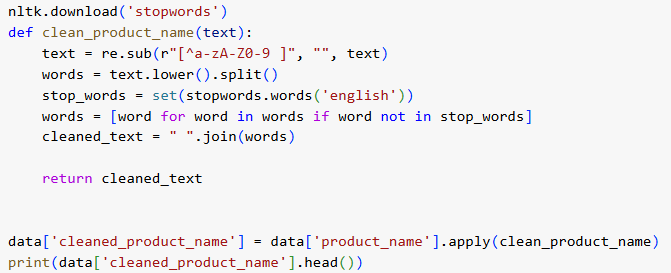 nltk.download('stopwords')
def clean_product_name(text):
    text = re.sub(r"[^a-zA-Z0-9 ]", "", text)
    words = text.lower().split()
    stop_words = set(stopwords.words('english'))
    words = [word for word in words if word not in stop_words]
    cleaned_text = " ".join(words)

    return cleaned_text


data['cleaned_product_name'] = data['product_name'].apply(clean_product_name)
print(data['cleaned_product_name'].head())